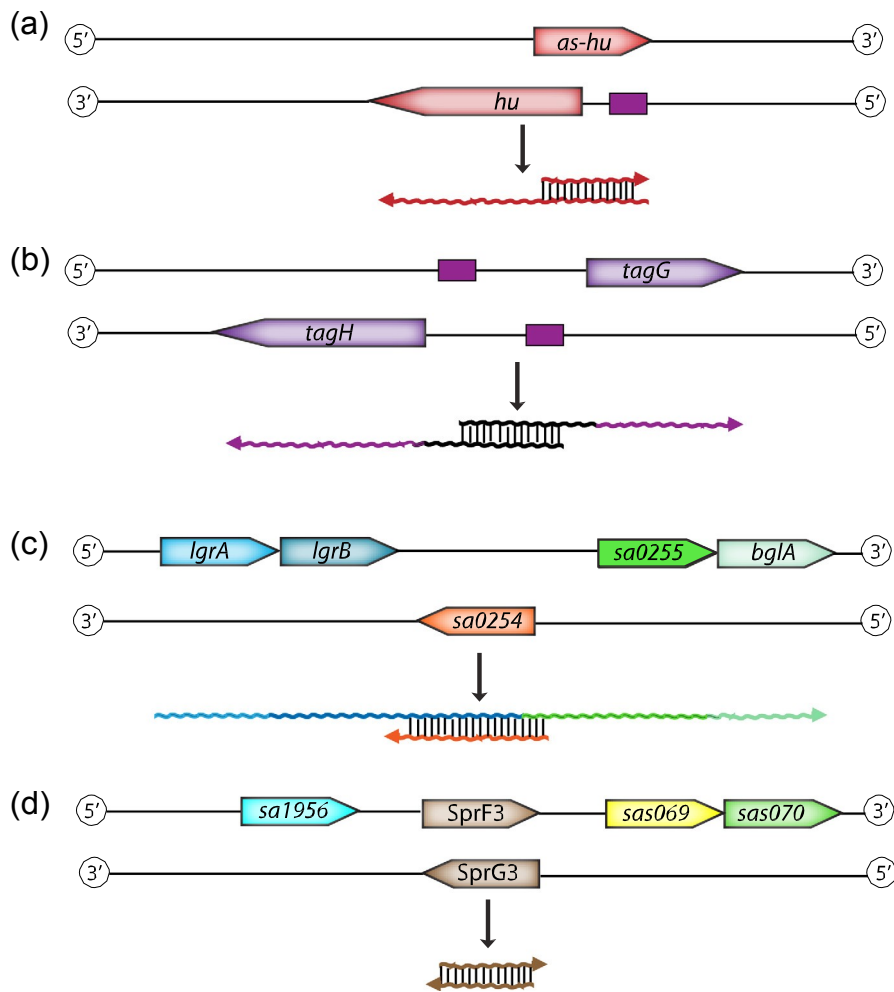 (a)
5’ as-hu 3’
3’ hu 5’
(b)
5’ tagG 3’
3’ tagH 5’
(c)
5’ lgrA lgrB sa0255 bglA 3’
3’ sa0254 5’
(d)
5’ sa1956 SprF3 sas069 sas070 3’
3’ SprG3 5’